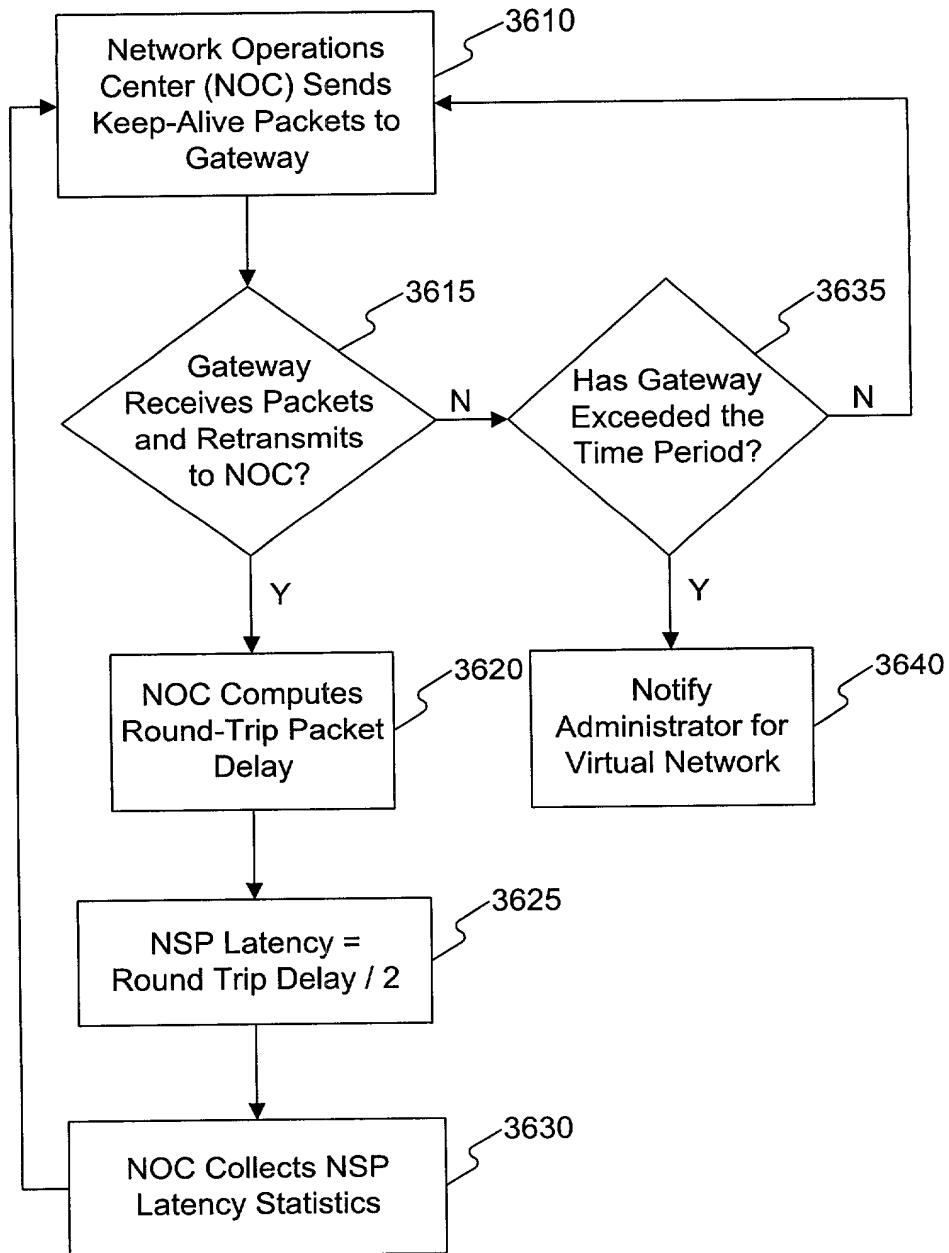 3610
Network Operations
Center (NOC) Sends
Keep-Alive Packets to
Gateway
3615
Gateway
Receives Packets
and Retransmits
to NOC?
N
Y
3635
Has Gateway
Exceeded the
Time Period?
N
Y
3620
NOC Computes
Round-Trip Packet
Delay
3640
Notify
Administrator for
Virtual Network
3625
NSP Latency =
Round Trip Delay / 2
3630
NOC Collects NSP
Latency Statistics